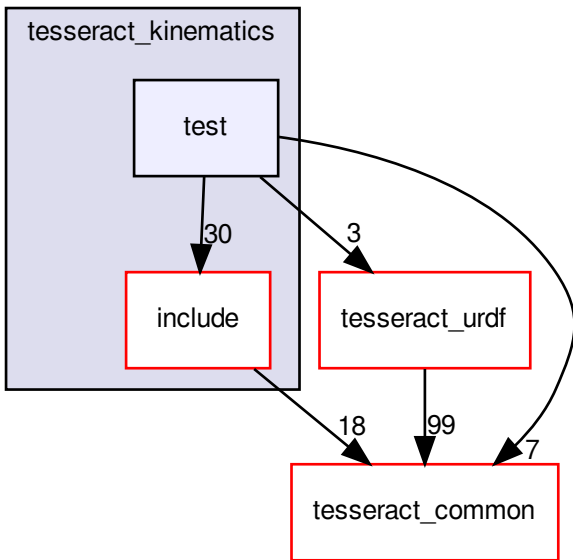 tesseract_kinematics
test
30
3
include
tesseract_urdf
18
99
7
tesseract_common